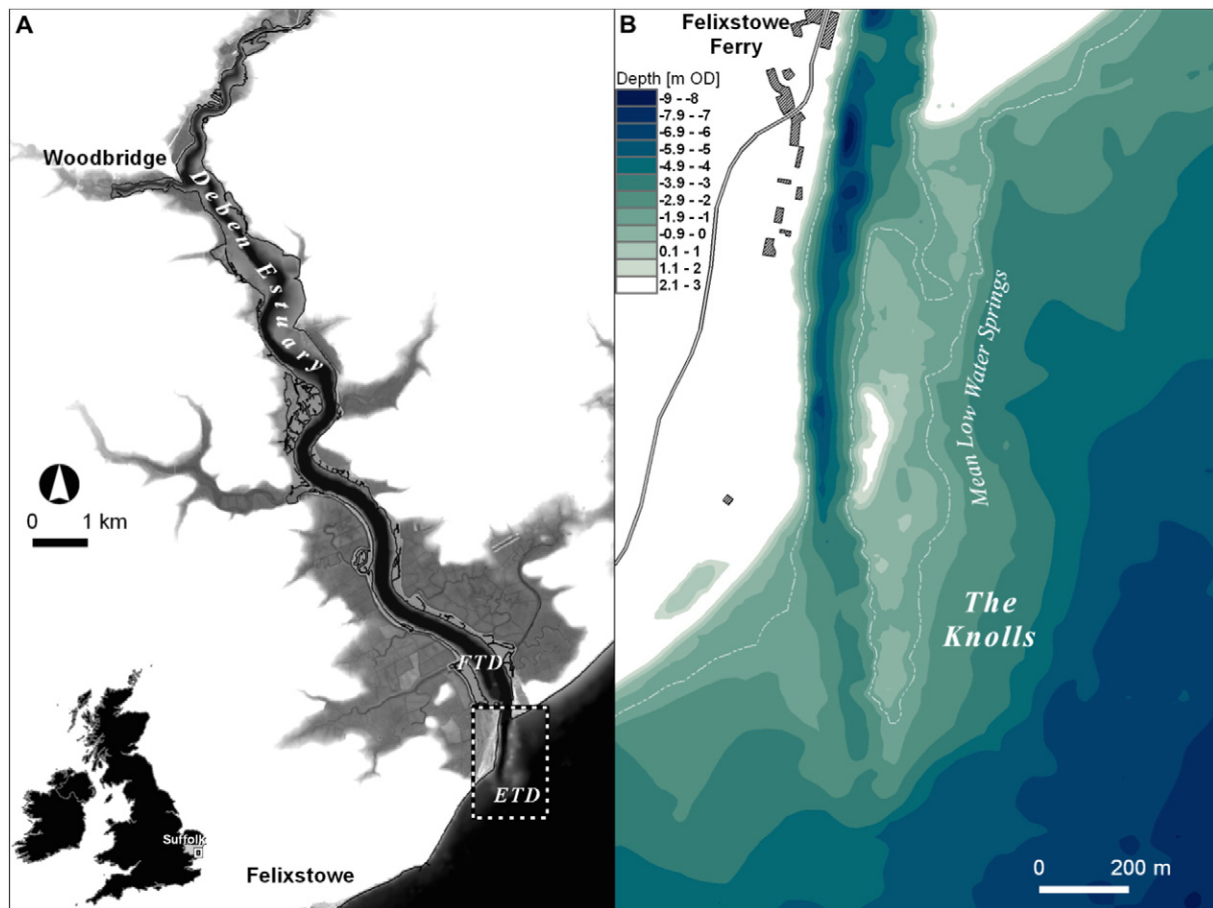 A
Woodbridge
Deben Estuary
0 1 km
FTD
ETD
Suffolk
Felixstowe
B
Felixstowe
Ferry
Depth [m OD]
-9 - -8
-7.9 - -7
-6.9 - -6
-5.9 - -5
-4.9 - -4
-3.9 - -3
-2.9 - -2
-1.9 - -1
-0.9 - 0
0.1 - 1
1.1 - 2
2.1 - 3
Mean Low Water Springs
The
Knolls
0 200 m